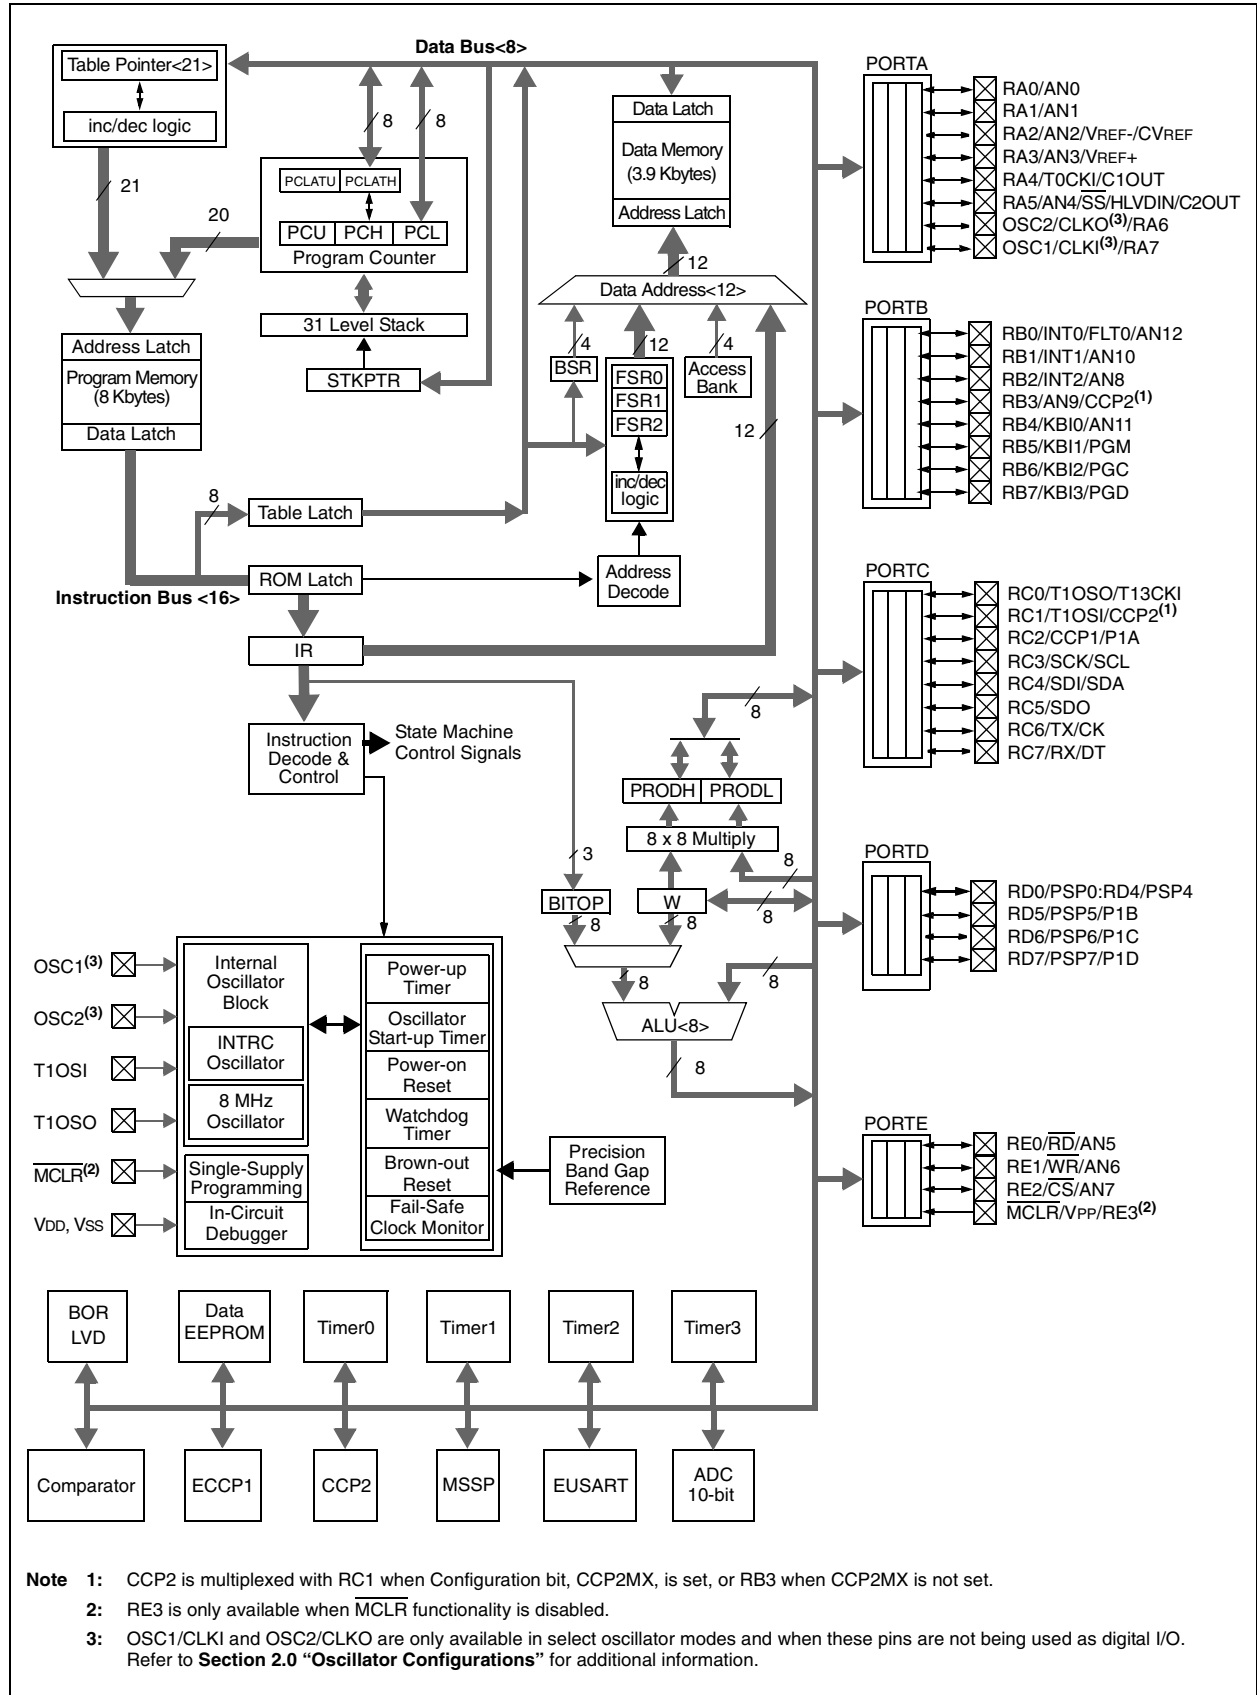 Data Bus<8>
Table Pointer<21>
inc/dec logic
21
20
8
8
PCLATU PCLATH
PCU PCH PCL
Program Counter
31 Level Stack
STKPTR
Address Latch
Program Memory
(8 Kbytes)
Data Latch
8
Table Latch
ROM Latch
Instruction Bus <16>
IR
Data Latch
Data Memory
(3.9 Kbytes)
Address Latch
12
Data Address<12>
4
12
4
BSR
FSR0
FSR1
FSR2
inc/dec
logic
Access
Bank
12
Address
Decode
Instruction
Decode &
Control
State Machine
Control Signals
8
PRODH PRODL
8 x 8 Multiply
3
8
BITOP
W
8
8
8
8
8
ALU<8>
8
OSC1(3)
OSC2(3)
T1OSI
T1OSO
MCLR(2)
VDD, VSS
Internal
Oscillator
Block
INTRC
Oscillator
8 MHz
Oscillator
Single-Supply
Programming
In-Circuit
Debugger
Power-up
Timer
Oscillator
Start-up Timer
Power-on
Reset
Watchdog
Timer
Brown-out
Reset
Fail-Safe
Clock Monitor
Precision
Band Gap
Reference
PORTA
RA0/AN0
RA1/AN1
RA2/AN2/VREF-/CVREF
RA3/AN3/VREF+
RA4/T0CKI/C1OUT
RA5/AN4/SS/HLVDIN/C2OUT
OSC2/CLKO(3)/RA6
OSC1/CLKI(3)/RA7
PORTB
RB0/INT0/FLT0/AN12
RB1/INT1/AN10
RB2/INT2/AN8
RB3/AN9/CCP2(1)
RB4/KBI0/AN11
RB5/KBI1/PGM
RB6/KBI2/PGC
RB7/KBI3/PGD
PORTC
RC0/T1OSO/T13CKI
RC1/T1OSI/CCP2(1)
RC2/CCP1/P1A
RC3/SCK/SCL
RC4/SDI/SDA
RC5/SDO
RC6/TX/CK
RC7/RX/DT
PORTD
RD0/PSP0:RD4/PSP4
RD5/PSP5/P1B
RD6/PSP6/P1C
RD7/PSP7/P1D
PORTE
RE0/RD/AN5
RE1/WR/AN6
RE2/CS/AN7
MCLR/VPP/RE3(2)
BOR
LVD
Data
EEPROM
Timer0
Timer1
Timer2
Timer3
Comparator
ECCP1
CCP2
MSSP
EUSART
ADC
10-bit
Note 1: CCP2 is multiplexed with RC1 when Configuration bit, CCP2MX, is set, or RB3 when CCP2MX is not set.
2: RE3 is only available when MCLR functionality is disabled.
3: OSC1/CLKI and OSC2/CLKO are only available in select oscillator modes and when these pins are not being used as digital I/O.
Refer to Section 2.0 “Oscillator Configurations” for additional information.